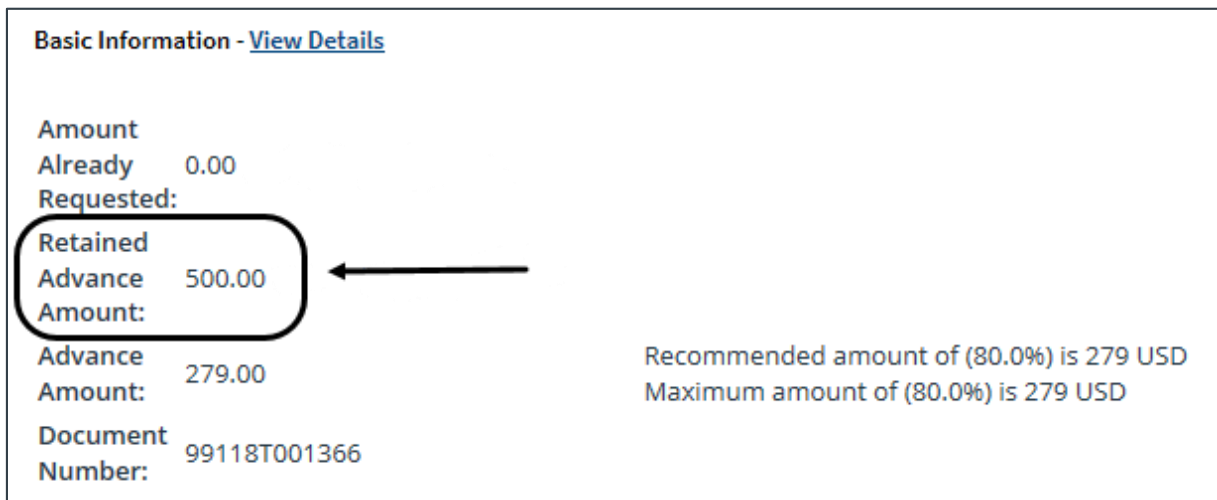 Basic Information - View Details
Amount
Already 0.00
Requested:
Retained
Advance 500.00
Amount:
Advance
Amount: 279.00
Recommended amount of (80.0%) is 279 USD
Maximum amount of (80.0%) is 279 USD
Document
Number: 99118T001366